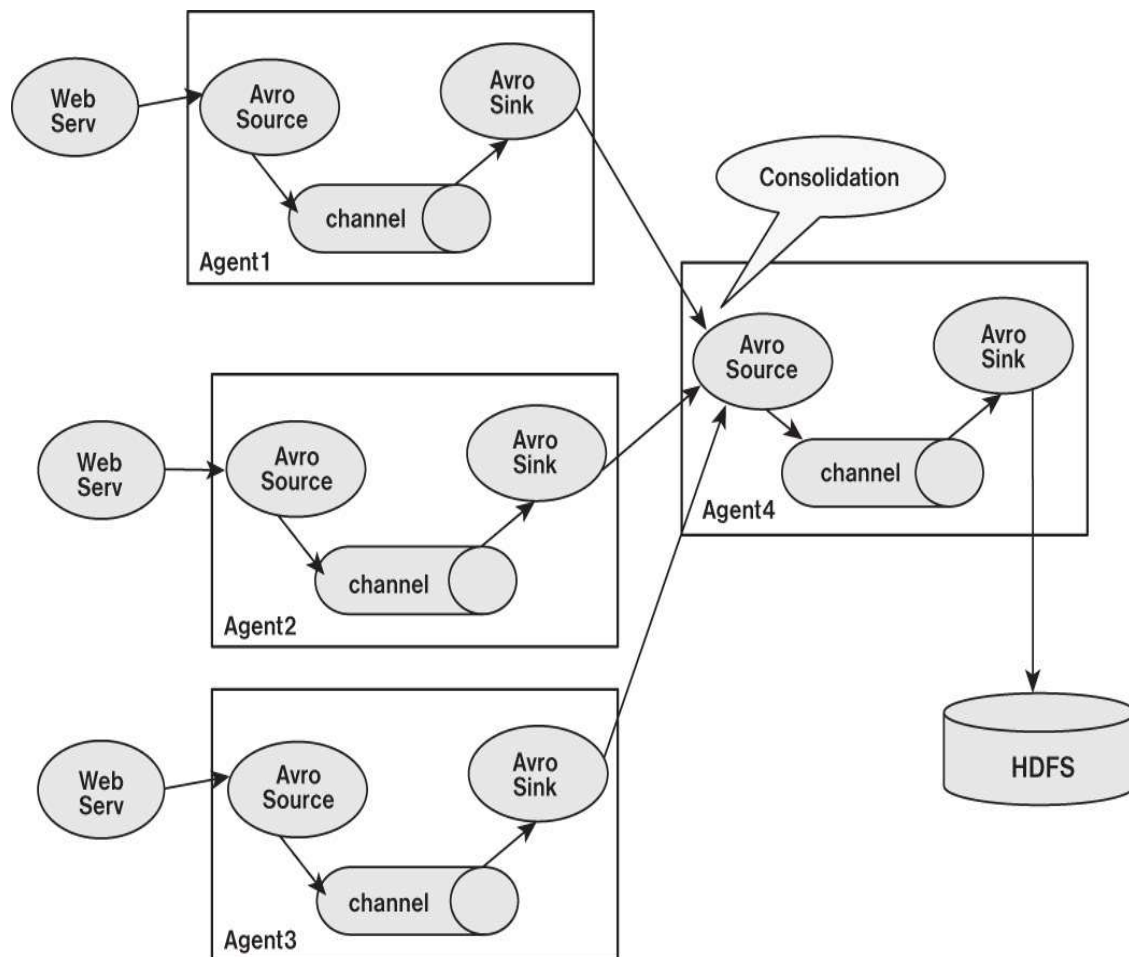 Web
Serv
Avro
Source
Avro
Sink
channel
Agent1
Consolidation
Web
Serv
Avro
Source
Avro
Sink
channel
Agent2
Avro
Source
Avro
Sink
channel
Agent4
Web
Serv
Avro
Source
Avro
Sink
channel
Agent3
HDFS